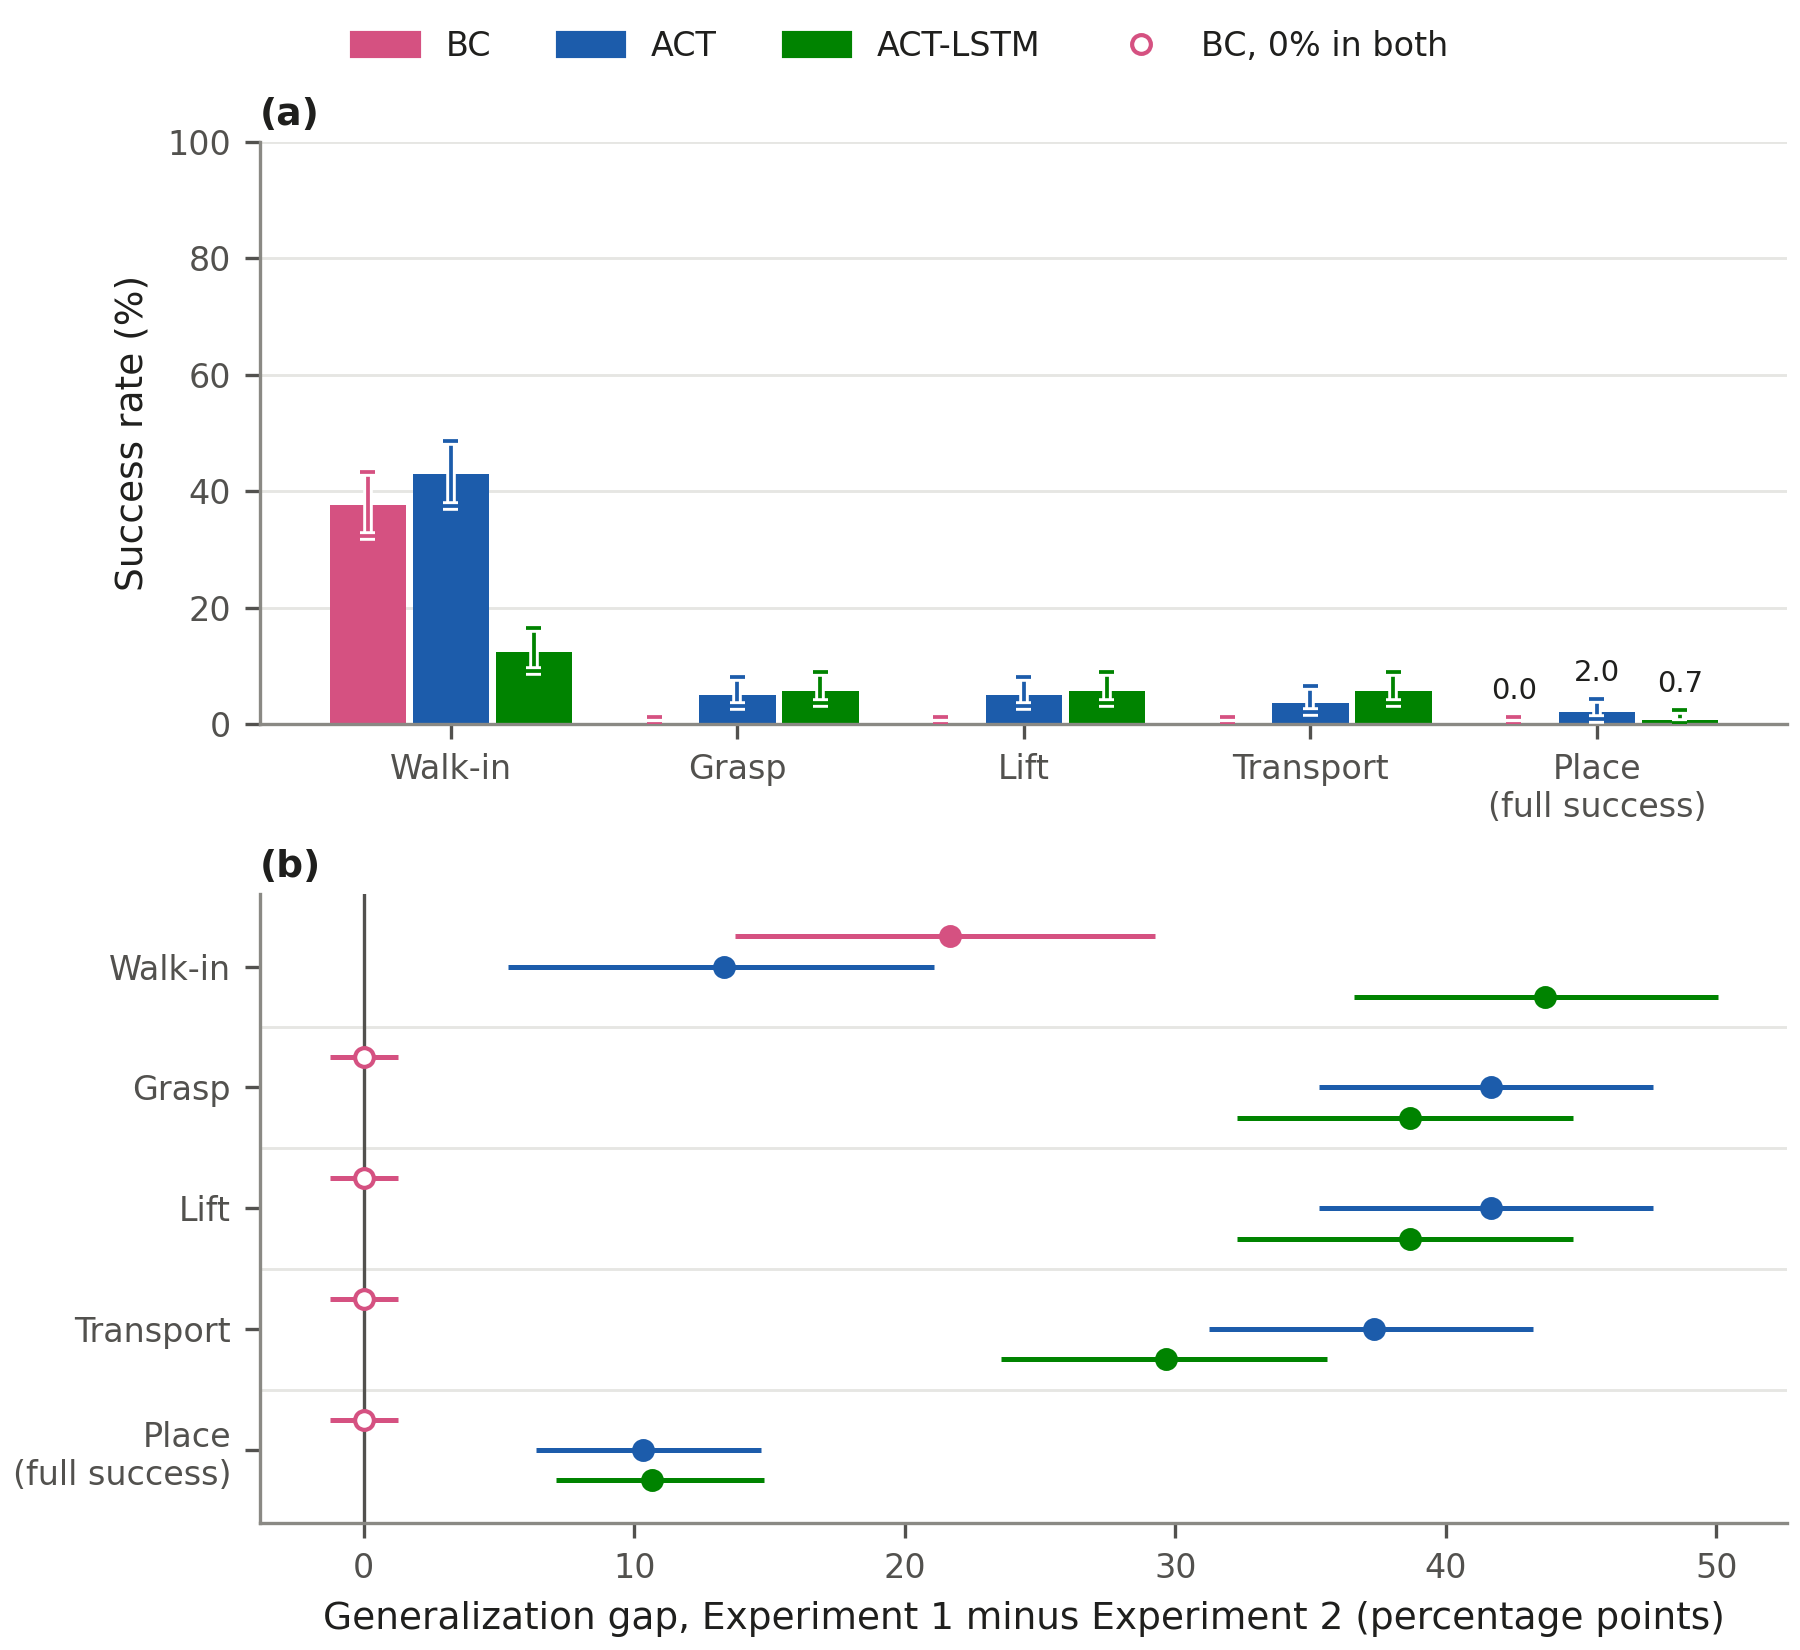 BC ACT ACT-LSTM BC, 0% in both
(a)
Success rate (%)
100
80
60
40
20
0
0.0 2.0 0.7
Walk-in Grasp Lift Transport Place
(full success)
(b)
Walk-in
Grasp
Lift
Transport
Place
(full success)
0 10 20 30 40 50
Generalization gap, Experiment 1 minus Experiment 2 (percentage points)